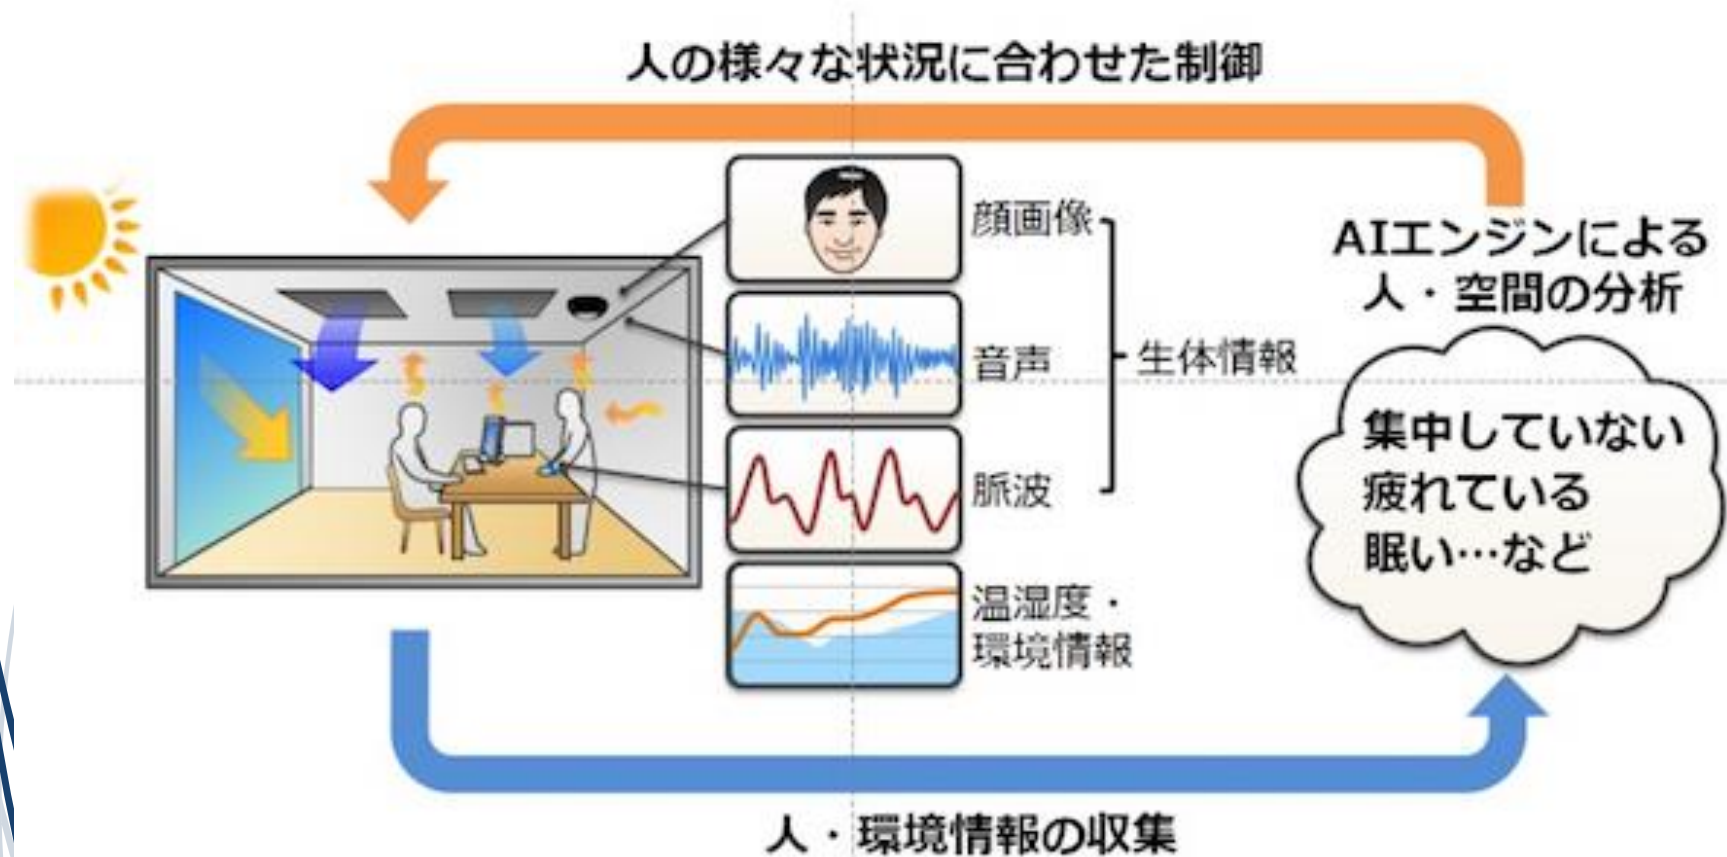 人の様々な状況に合わせた制御
顔画像
音声
脈波
生体情報
温湿度・
環境情報
AIエンジンによる
人・空間の分析
集中していない
疲れている
眠い…など
人・環境情報の収集